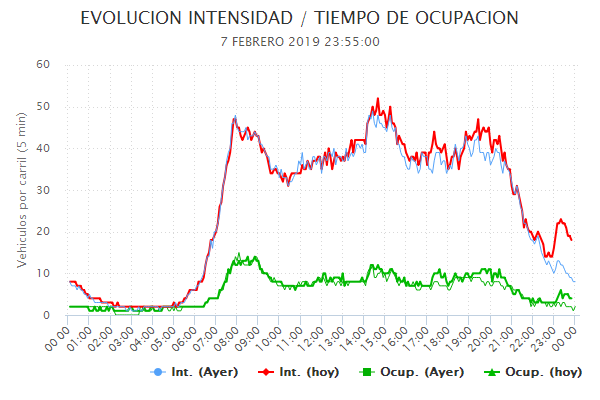 EVOLUCION INTENSIDAD / TIEMPO DE OCUPACION
7 FEBRERO 2019 23:55:00
Vehiculos por carril (5 min)
60
50
40
30
20
10
0
00:00 01:00 02:00 03:00 04:00 05:00 06:00 07:00 08:00 09:00 10:00 11:00 12:00 13:00 14:00 15:00 16:00 17:00 18:00 19:00 20:00 21:00 22:00 23:00 00:00
Int. (Ayer) Int. (hoy) Ocup. (Ayer) Ocup. (hoy)